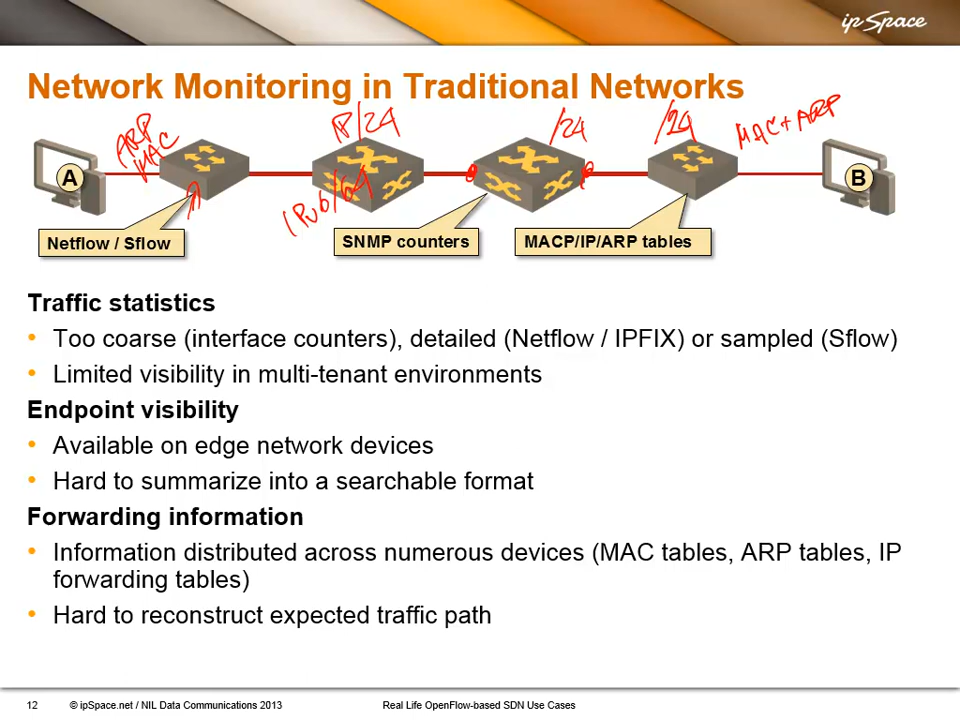 ipSpace
Network Monitoring in Traditional Networks
ARP
MAC
IP/24
/24
/24
MAC + ARP
A
B
IPv6/64
Netflow / Sflow
SNMP counters
MACP/IP/ARP tables
Traffic statistics
• Too coarse (interface counters), detailed (Netflow / IPFIX) or sampled (Sflow)
• Limited visibility in multi-tenant environments
Endpoint visibility
• Available on edge network devices
• Hard to summarize into a searchable format
Forwarding information
• Information distributed across numerous devices (MAC tables, ARP tables, IP
forwarding tables)
• Hard to reconstruct expected traffic path
12 © ipSpace.net / NIL Data Communications 2013 Real Life OpenFlow-based SDN Use Cases